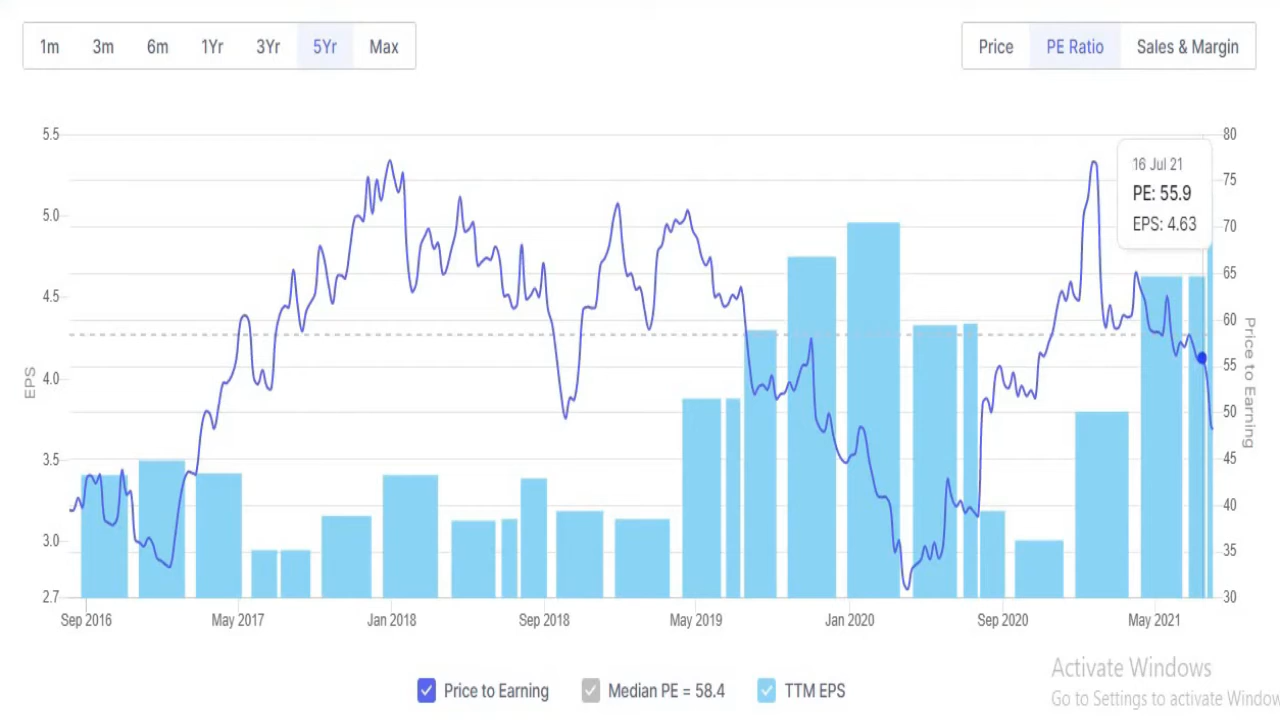 1m 3m 6m 1Yr 3Yr 5Yr Max
Price PE Ratio Sales & Margin
5.5
5.0
4.5
4.0
3.5
3.0
2.7
EPS
80
75
70
65
60
55
50
45
40
35
30
Price to Earning
16 Jul 21
PE: 55.9
EPS: 4.63
Sep 2016 May 2017 Jan 2018 Sep 2018 May 2019 Jan 2020 Sep 2020 May 2021
Price to Earning Median PE = 58.4 TTM EPS
Activate Windows
Go to Settings to activate Window